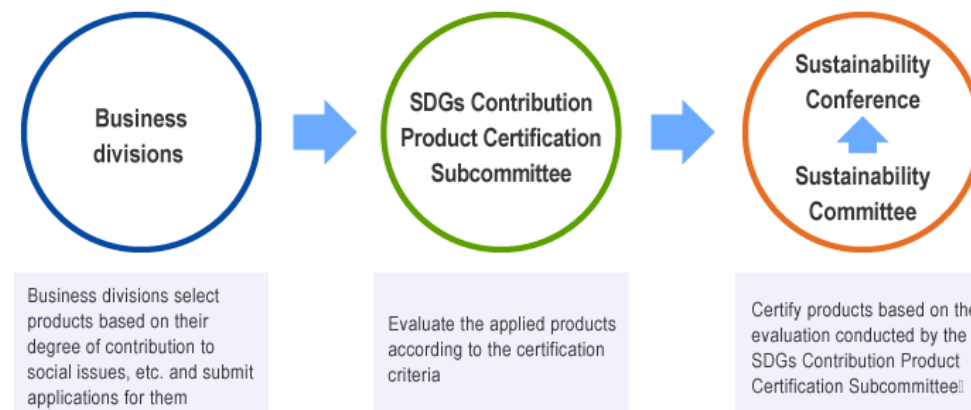 Business
divisions
SDGs Contribution
Product Certification
Subcommittee
Sustainability
Conference
Sustainability
Committee
Business divisions select
products based on their
degree of contribution to
social issues, etc. and submit
applications for them
Evaluate the applied products
according to the certification
criteria
Certify products based on the
evaluation conducted by the
SDGs Contribution Product
Certification Subcommittee